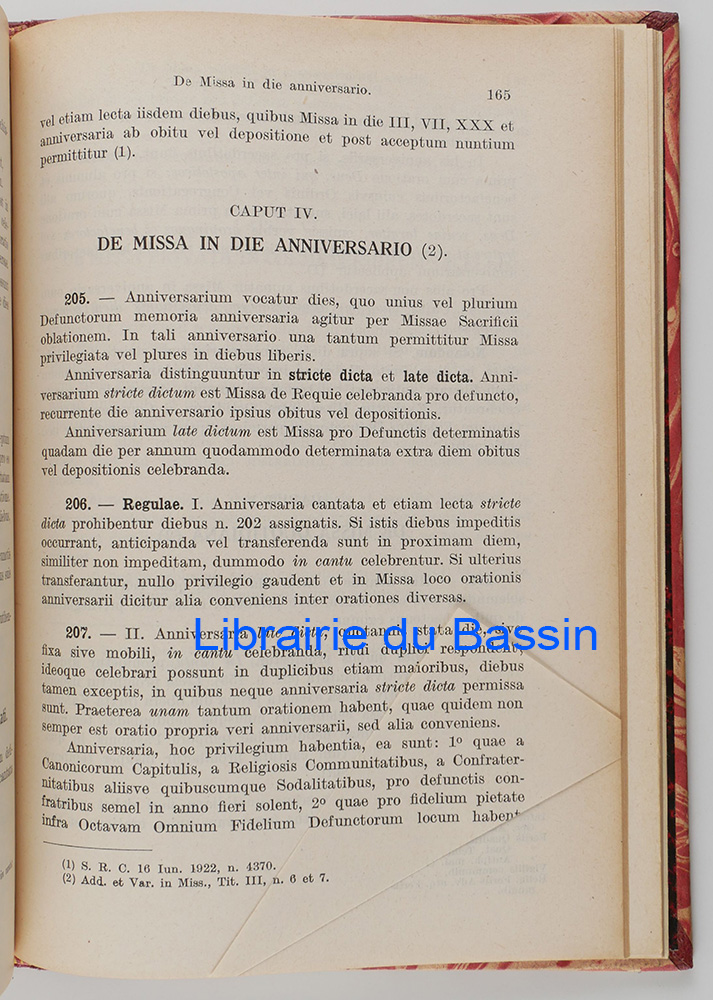 De Missa in die anniversario.
165
vel etiam lecta iisdem diebus, quibus Missa in die III, VII, XXX et
anniversaria ab obitu vel depositione et post acceptum nuntium
permittitur (1).
CAPUT IV.
DE MISSA IN DIE ANNIVERSARIO (2).
205. — Anniversarium vocatur dies, quo unius vel plurium
Defunctorum memoria anniversaria agitur per Missae Sacrificii
oblationem. In tali anniversario una tantum permittitur Missa
privilegiata vel plures in diebus liberis.
Anniversaria distinguuntur in stricte dicta et late dicta. Anni-
versarium stricte dictum est Missa de Requie celebranda pro defuncto,
recurrente die anniversario ipsius obitus vel depositionis.
Anniversarium late dictum est Missa pro Defunctis determinatis
quadam die per annum quodammodo determinata extra diem obitus
vel depositionis celebranda.
206. — Regulae. I. Anniversaria cantata et etiam lecta stricte
dicta prohibentur diebus n. 202 assignatis. Si istis diebus impeditis
occurrant, anticipanda vel transferenda sunt in proximam diem,
similiter non impeditam, dummodo in cantu celebrentur. Si ulterius
transferantur, nullo privilegio gaudent et in Missa loco orationis
anniversarii dicitur alia conveniens inter orationes diversas.
207. — II. Anniversaria late dicta, stata die, sive
Librairie du Bassin
fixa sive mobili, in cantu celebranda, ritui duplici respondent,
ideoque celebrari possunt in duplicibus etiam maioribus, diebus
tamen exceptis, in quibus neque anniversaria stricte dicta permissa
sunt. Praeterea unam tantum orationem habent, quae quidem non
semper est oratio propria veri anniversarii, sed alia conveniens.
Anniversaria, hoc privilegium habentia, ea sunt: 1º quae a
Canonicorum Capitulis, a Religiosis Communitatibus, a Confrater-
nitatibus aliisve quibuscumque Sodalitatibus, pro defunctis con-
fratribus semel in anno fieri solent, 2º quae pro fidelium pietate
infra Octavam Omnium Fidelium Defunctorum locum habent
(1) S. R. C. 16 Iun. 1922, n. 4370.
(2) Add. et Var. in Miss., Tit. III, n. 6 et 7.